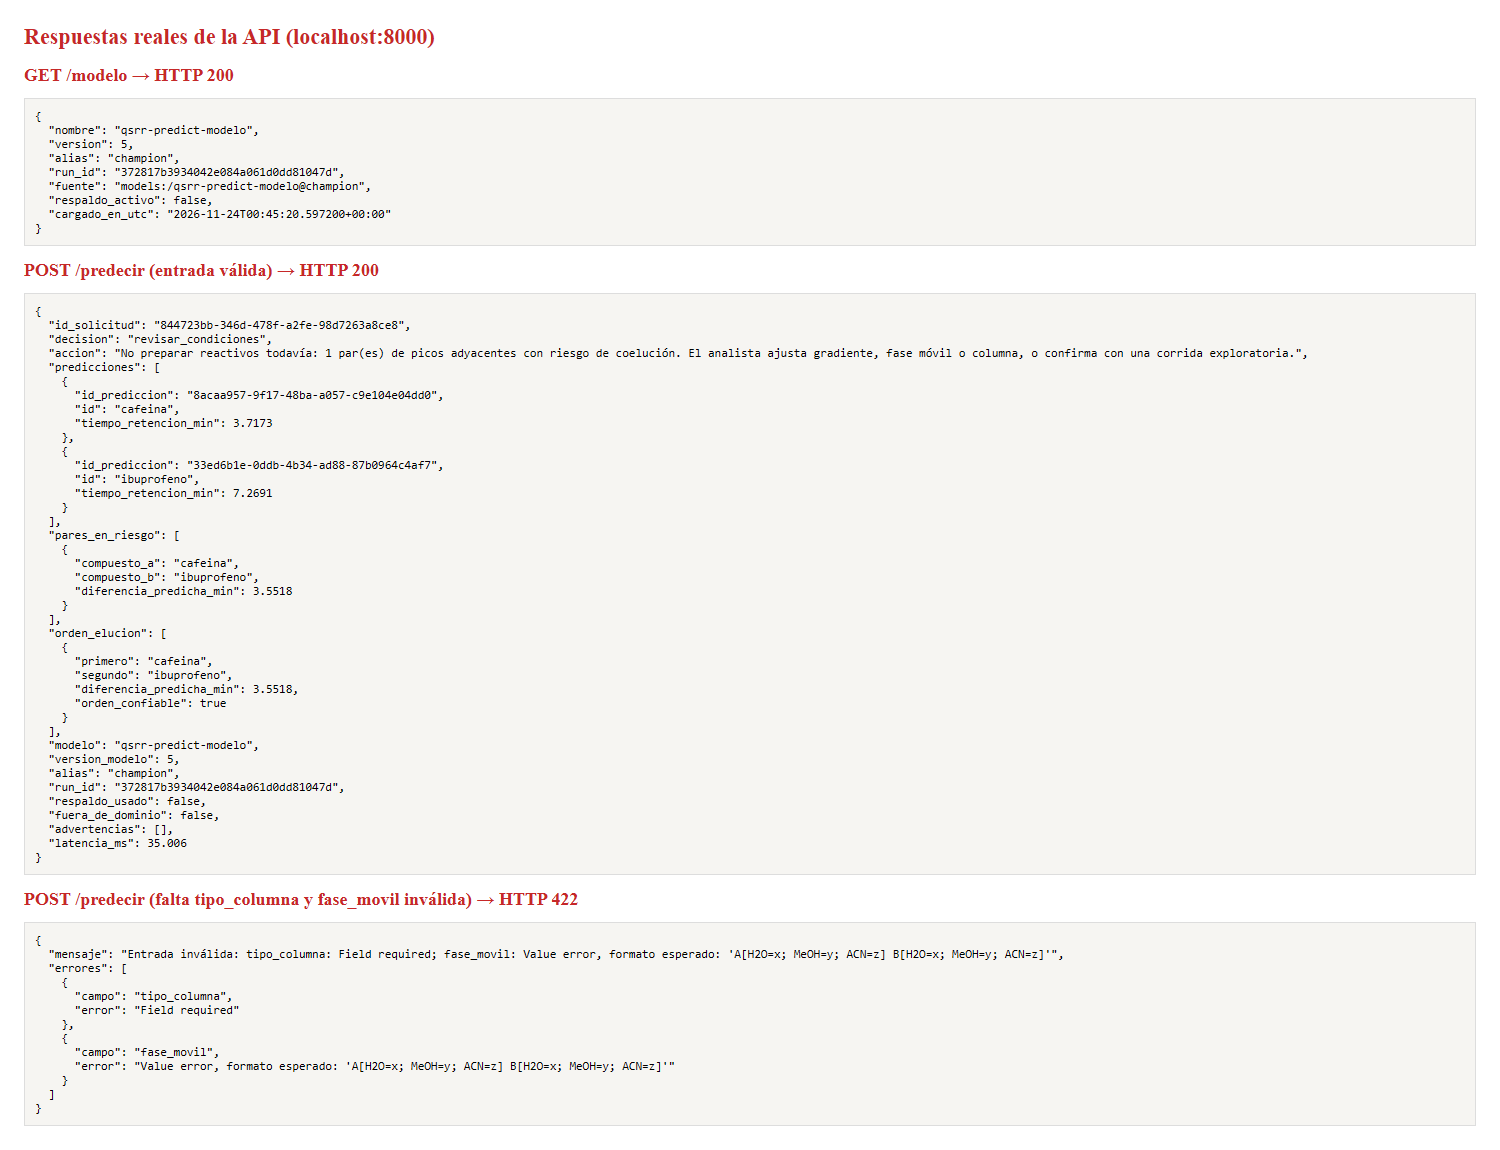 Respuestas reales de la API (localhost:8000)
GET /modelo → HTTP 200
{
  "nombre": "qsrr-predict-modelo",
  "version": 5,
  "alias": "champion",
  "run_id": "372817b3934042e084a061d0dd81047d",
  "fuente": "models:/qsrr-predict-modelo@champion",
  "respaldo_activo": false,
  "cargado_en_utc": "2026-11-24T00:45:20.597200+00:00"
}
POST /predecir (entrada válida) → HTTP 200
{
  "id_solicitud": "844723bb-346d-478f-a2fe-98d7263a8ce8",
  "decision": "revisar_condiciones",
  "accion": "No preparar reactivos todavía: 1 par(es) de picos adyacentes con riesgo de coelución. El analista ajusta gradiente, fase móvil o columna, o confirma con una corrida exploratoria.",
  "predicciones": [
    {
      "id_prediccion": "8acaa957-9f17-48ba-a057-c9e104e04dd0",
      "id": "cafeina",
      "tiempo_retencion_min": 3.7173
    },
    {
      "id_prediccion": "33ed6b1e-0ddb-4b34-ad88-87b0964c4af7",
      "id": "ibuprofeno",
      "tiempo_retencion_min": 7.2691
    }
  ],
  "pares_en_riesgo": [
    {
      "compuesto_a": "cafeina",
      "compuesto_b": "ibuprofeno",
      "diferencia_predicha_min": 3.5518
    }
  ],
  "orden_elucion": [
    {
      "primero": "cafeina",
      "segundo": "ibuprofeno",
      "diferencia_predicha_min": 3.5518,
      "orden_confiable": true
    }
  ],
  "modelo": "qsrr-predict-modelo",
  "version_modelo": 5,
  "alias": "champion",
  "run_id": "372817b3934042e084a061d0dd81047d",
  "respaldo_usado": false,
  "fuera_de_dominio": false,
  "advertencias": [],
  "latencia_ms": 35.006
}
POST /predecir (falta tipo_columna y fase_movil inválida) → HTTP 422
{
  "mensaje": "Entrada inválida: tipo_columna: Field required; fase_movil: Value error, formato esperado: 'A[H2O=x; MeOH=y; ACN=z] B[H2O=x; MeOH=y; ACN=z]'",
  "errores": [
    {
      "campo": "tipo_columna",
      "error": "Field required"
    },
    {
      "campo": "fase_movil",
      "error": "Value error, formato esperado: 'A[H2O=x; MeOH=y; ACN=z] B[H2O=x; MeOH=y; ACN=z]'"
    }
  ]
}